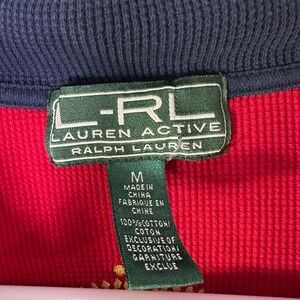 L-RL
LAUREN ACTIVE
RALPH LAUREN
M
MADE IN
CHINA
FABRIQUE EN
CHINE
100% COTTON/
COTON
EXCLUSIVE OF
DECORATION/
GARNITURE
EXCLUE